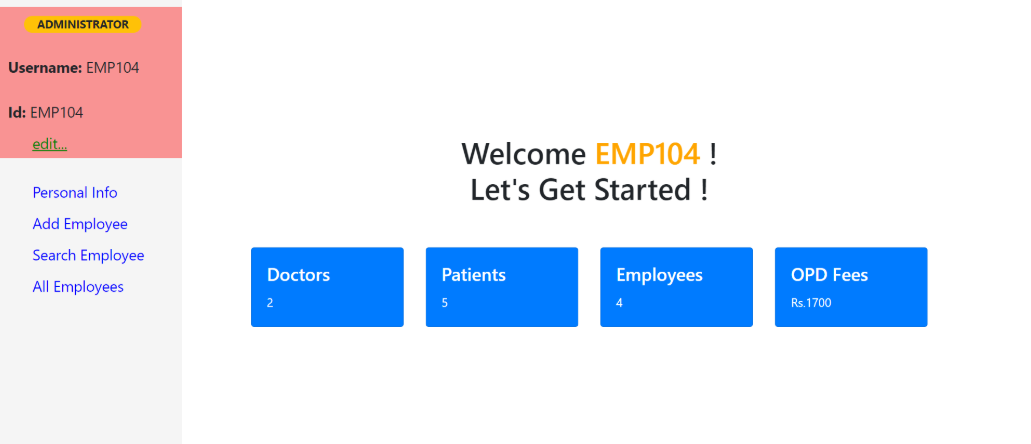 ADMINISTRATOR
Username: EMP104
Id: EMP104
edit...
Personal Info
Add Employee
Search Employee
All Employees
Welcome EMP104 !
Let's Get Started !
Doctors
2
Patients
5
Employees
4
OPD Fees
Rs.1700